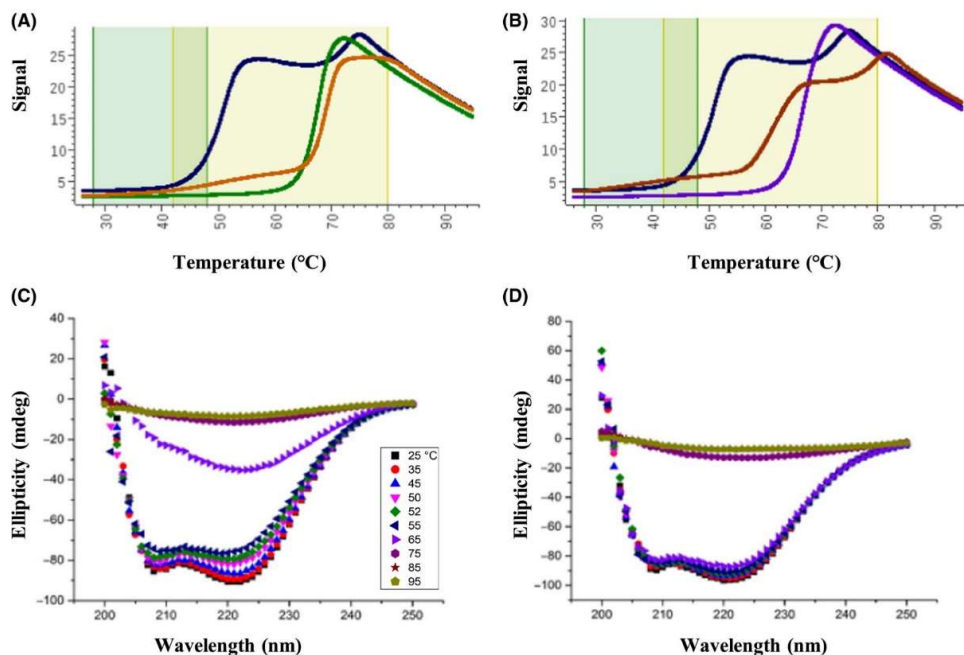 (A)
Signal
25
20
15
10
5
30 40 50 60 70 80 90
Temperature (°C)
(B)
Signal
30
25
20
15
10
5
30 40 50 60 70 80 90
Temperature (°C)
(C)
Ellipticity (mdeg)
40
20
0
−20
−40
−60
−80
−100
200 210 220 230 240 250
Wavelength (nm)
25 °C
35
45
50
52
55
65
75
85
95
(D)
Ellipticity (mdeg)
80
60
40
20
0
−20
−40
−60
−80
−100
200 210 220 230 240 250
Wavelength (nm)